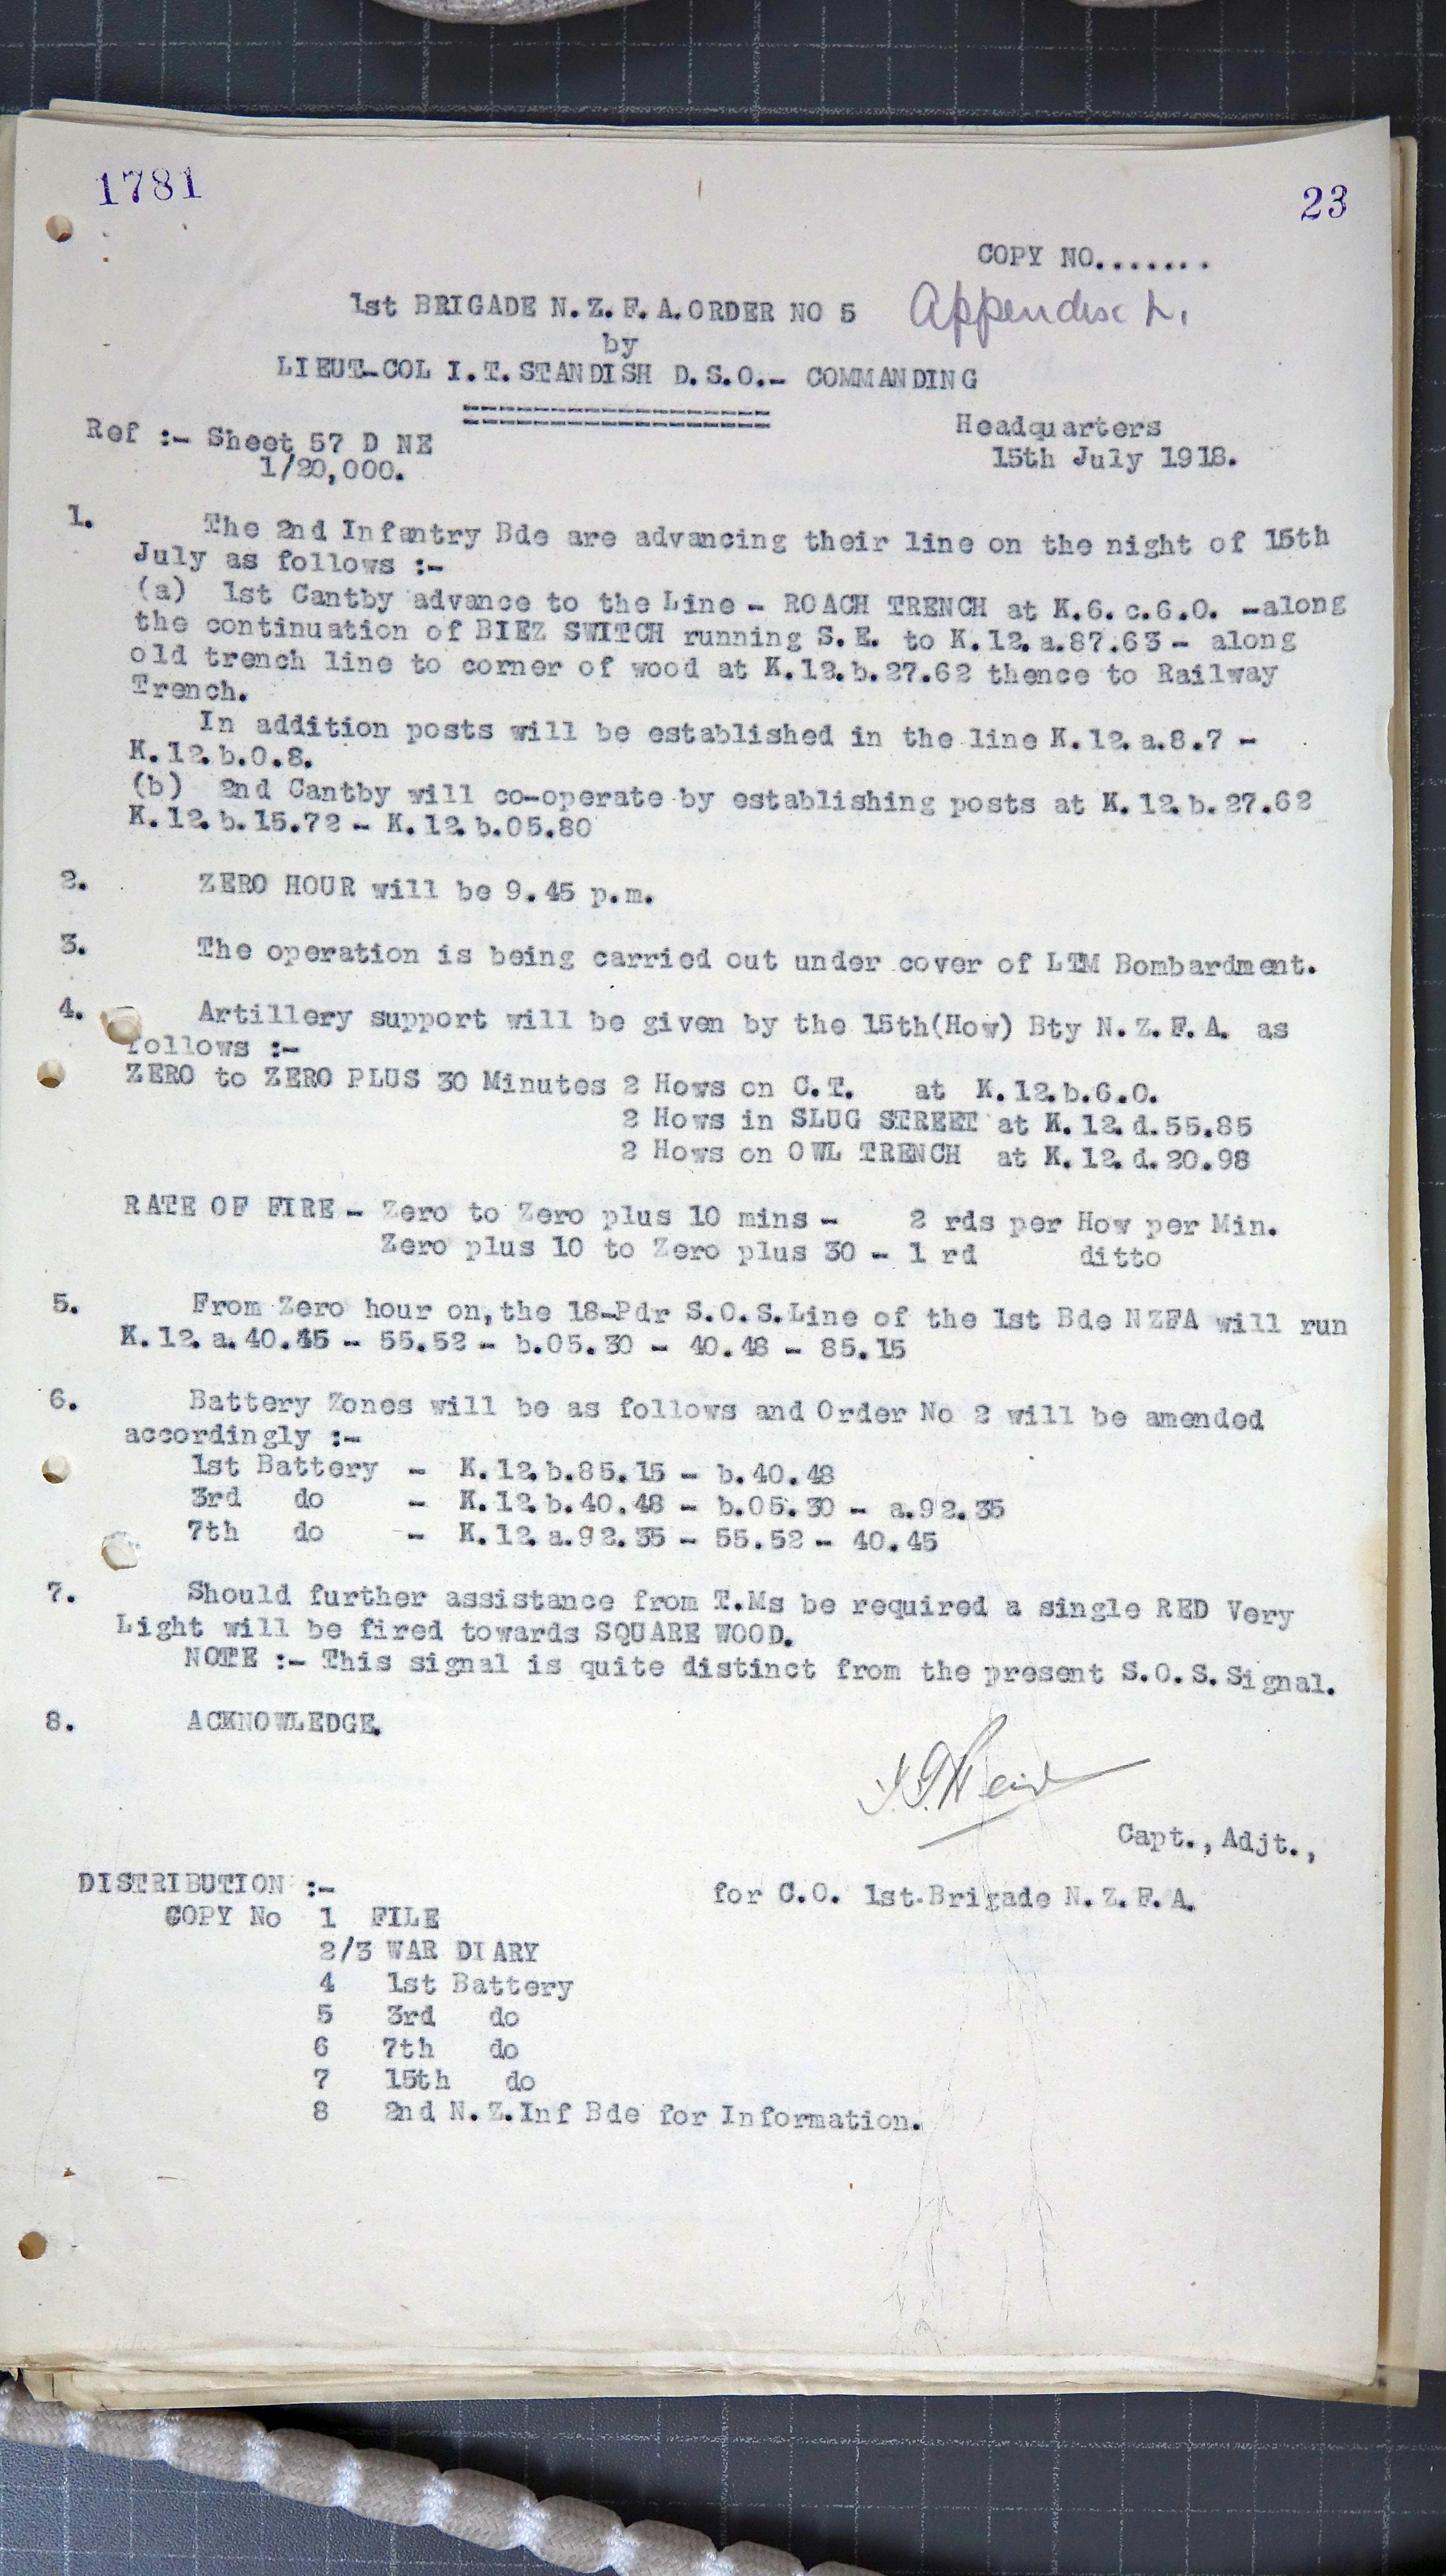 1781
23
COPY NO.......
1st BRIGADE N.Z.F.A.ORDER NO 5 Appendix
by
LIEUT-COL I.T.STANDISH D.S.O.- COMMANDING
Ref :- Sheet 57 D NE
1/20,000.
Headquarters
15th July 1918.
1. The 2nd Infantry Bde are advancing their line on the night of 15th
July as follows :-
(a) 1st Cantby advance to the Line - ROACH TRENCH at K.6.c.6.0. -along
the continuation of BIEZ SWITCH running S.E. to K.12.a.87.63 - along
old trench line to corner of wood at K.12.b.27.62 thence to Railway
Trench.
In addition posts will be established in the line K.12.a.8.7 -
K.12.b.0.8.
(b) 2nd Cantby will co-operate by establishing posts at K.12.b.27.62
K.12.b.15.72 - K.12.b.05.80
2. ZERO HOUR will be 9.45 p.m.
3. The operation is being carried out under cover of LTM Bombardment.
4. Artillery support will be given by the 15th(How) Bty N.Z.F.A. as
follows :-
ZERO to ZERO PLUS 30 Minutes 2 Hows on C.T. at K.12.b.6.0.
2 Hows in SLUG STREET at K.12.d.55.85
2 Hows on OWL TRENCH at K.12.d.20.98
RATE OF FIRE - Zero to Zero plus 10 mins - 2 rds per How per Min.
Zero plus 10 to Zero plus 30 - 1 rd ditto
5. From Zero hour on,the 18-Pdr S.O.S.Line of the 1st Bde NZFA will run
K.12.a.40.45 - 55.52 - b.05.30 - 40.48 - 85.15
6. Battery Zones will be as follows and Order No 2 will be amended
accordingly :-
1st Battery - K.12.b.85.15 - b.40.48
3rd do - K.12.b.40.48 - b.05.30 - a.92.35
7th do - K.12.a.92.35 - 55.52 - 40.45
7. Should further assistance from T.Ms be required a single RED Very
Light will be fired towards SQUARE WOOD.
NOTE :- This signal is quite distinct from the present S.O.S.Signal.
8. ACKNOWLEDGE.
Capt.,Adjt.,
for C.O. 1st.Brigade N.Z.F.A.
DISTRIBUTION :-
COPY No 1 FILE
2/3 WAR DIARY
4 1st Battery
5 3rd do
6 7th do
7 15th do
8 2nd N.Z.Inf Bde for Information.